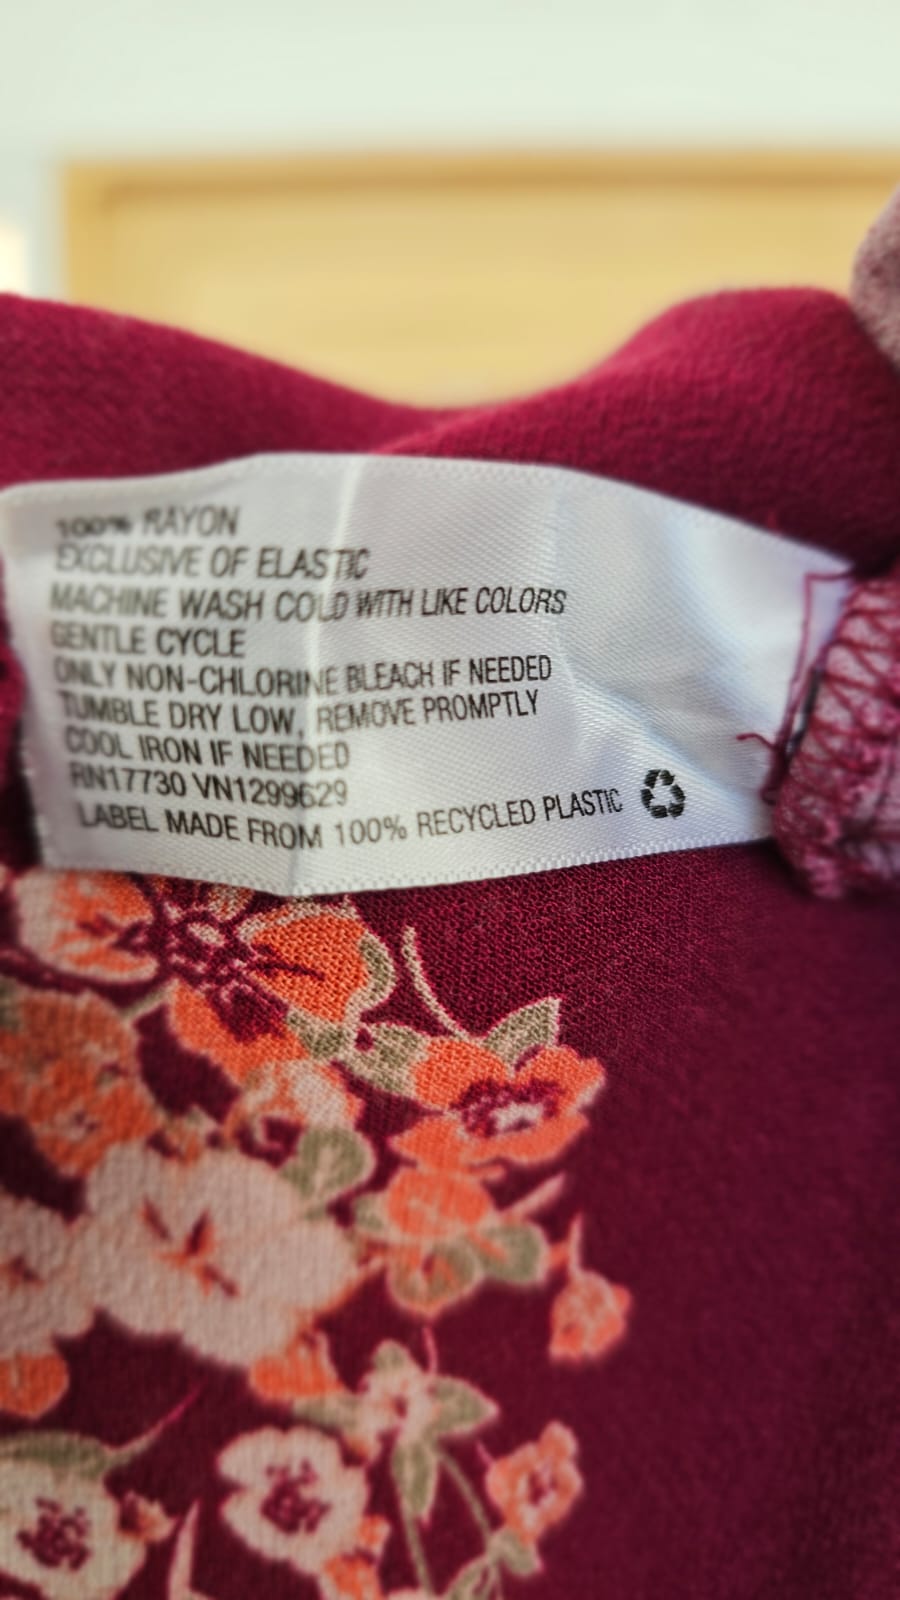 100% RAYON
EXCLUSIVE OF ELASTIC
MACHINE WASH COLD WITH LIKE COLORS
GENTLE CYCLE
ONLY NON-CHLORINE BLEACH IF NEEDED
TUMBLE DRY LOW, REMOVE PROMPTLY
COOL IRON IF NEEDED
RN17730 VN1299629
LABEL MADE FROM 100% RECYCLED PLASTIC